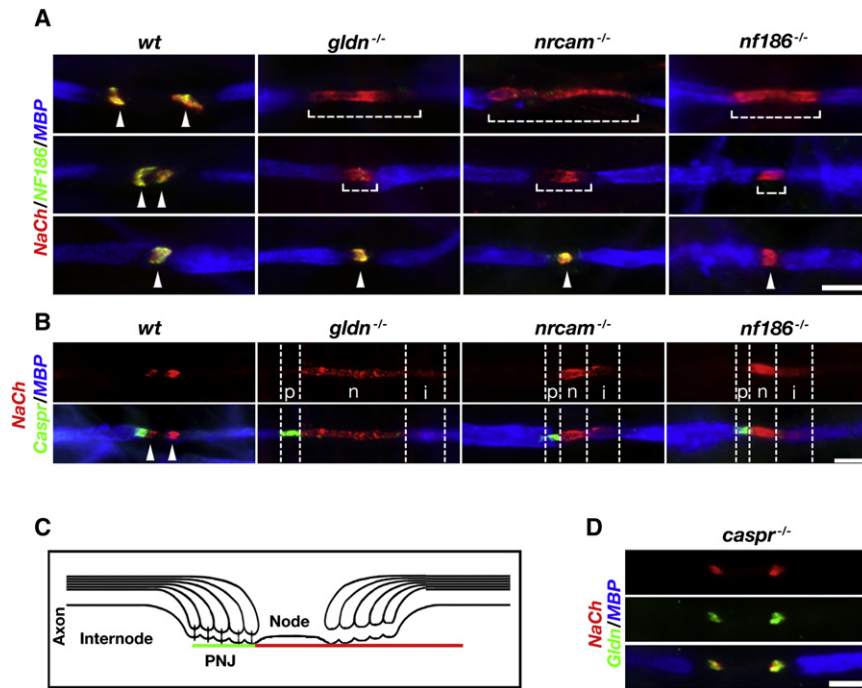 A
wt gldn-/- nrcam-/- nf186-/-
NaCh/NF186/MBP
B
wt gldn-/- nrcam-/- nf186-/-
NaCh
Caspr/MBP
p n i p n i p n i
C
Axon
Internode
Node
PNJ
D
caspr-/-
NaCh
Gldn/MBP